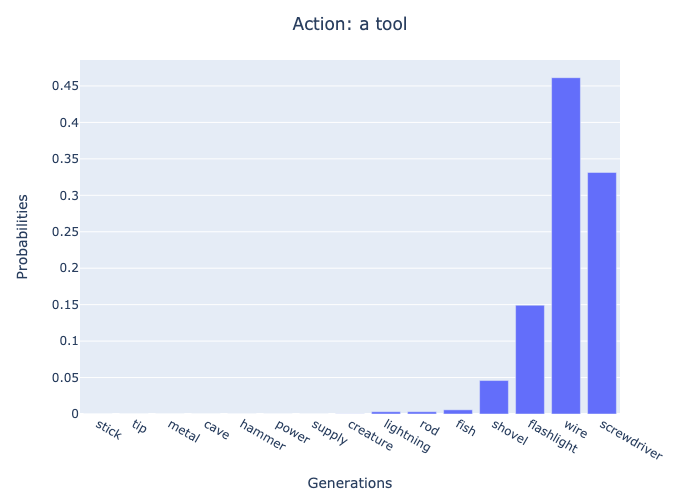 Action: a tool
0.45
0.4
0.35
0.3
0.25
0.2
0.15
0.1
0.05
0
Probabilities
stick
tip
metal
cave
hammer
power
supply
creature
lightning
rod
fish
shovel
flashlight
wire
screwdriver
Generations